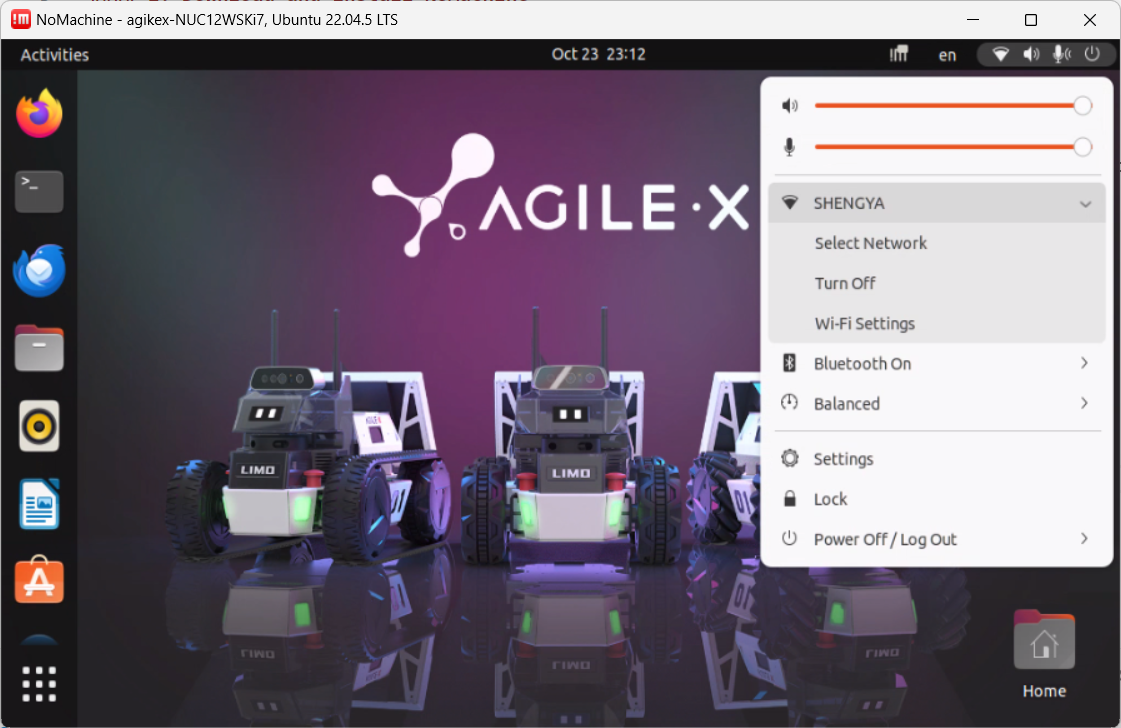 NoMachine - agikex-NUC12WSKi7, Ubuntu 22.04.5 LTS
Activities
Oct 23 23:12
en
AGILE·X
SHENGYA
Select Network
Turn Off
Wi-Fi Settings
Bluetooth On
Balanced
Settings
Lock
Power Off / Log Out
LIMO
LIMO
Home